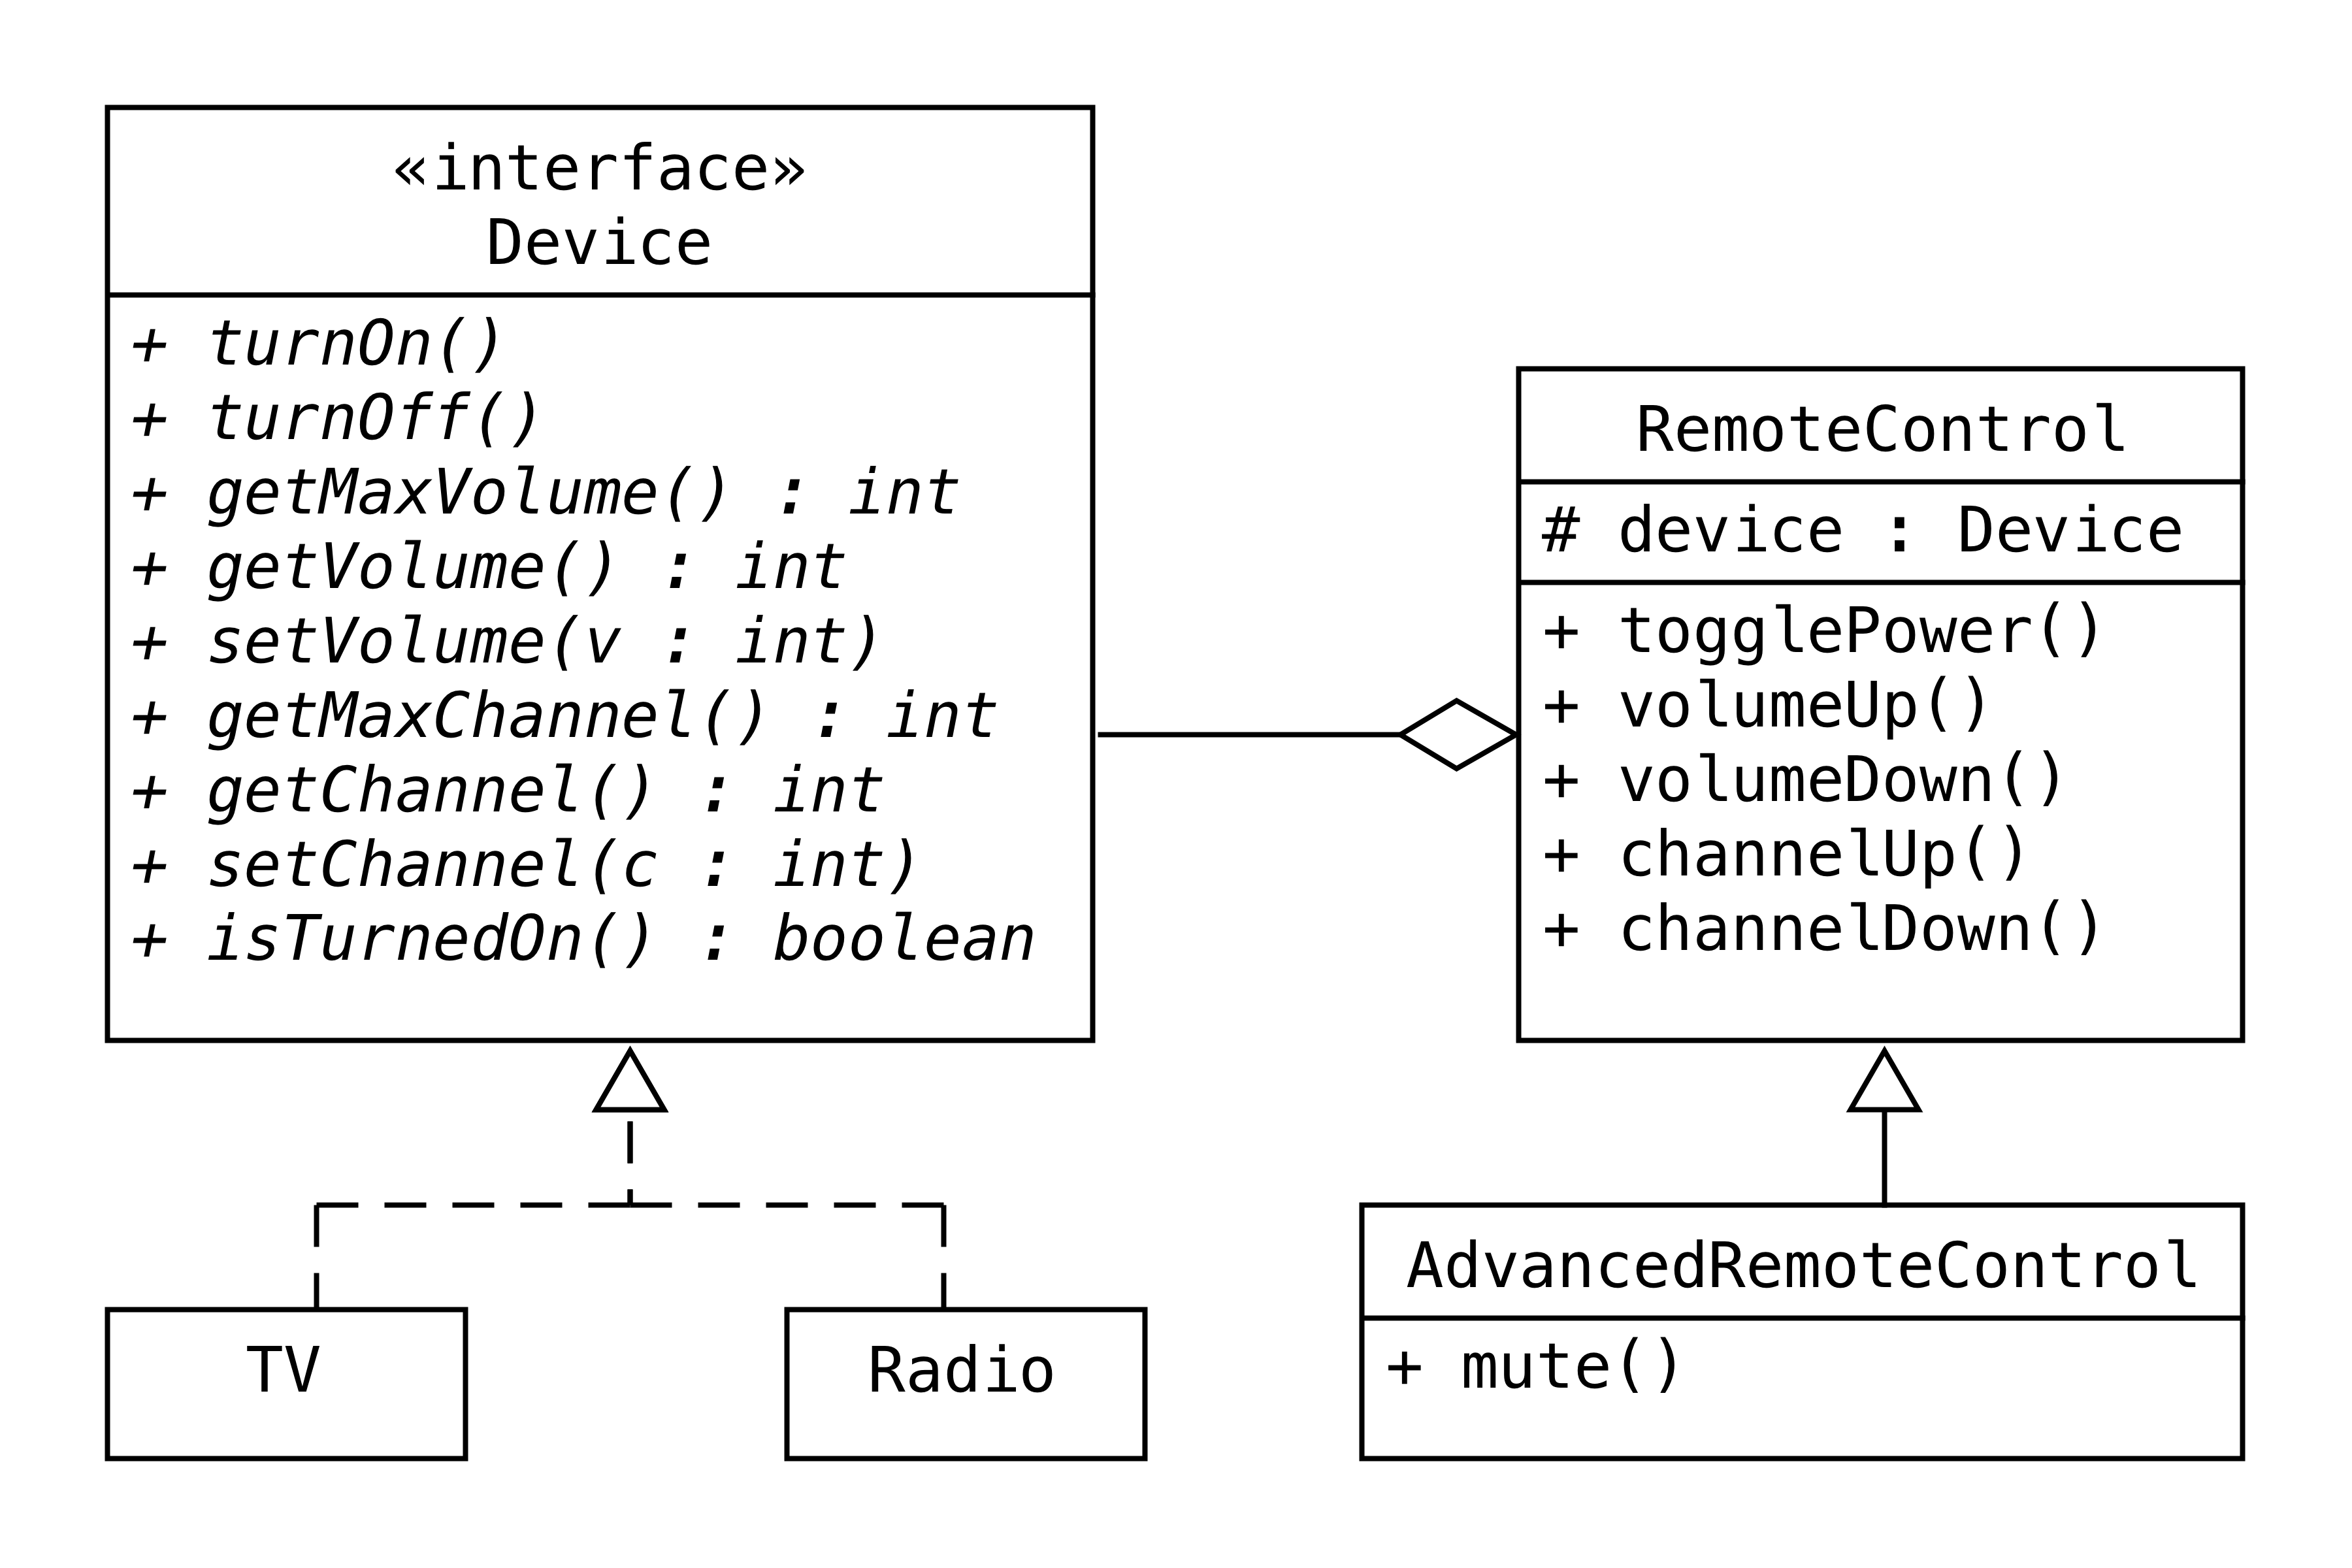 «interface»
Device
+ turnOn()
+ turnOff()
+ getMaxVolume() : int
+ getVolume() : int
+ setVolume(v : int)
+ getMaxChannel() : int
+ getChannel() : int
+ setChannel(c : int)
+ isTurnedOn() : boolean
RemoteControl
# device : Device
+ togglePower()
+ volumeUp()
+ volumeDown()
+ channelUp()
+ channelDown()
TV
Radio
AdvancedRemoteControl
+ mute()